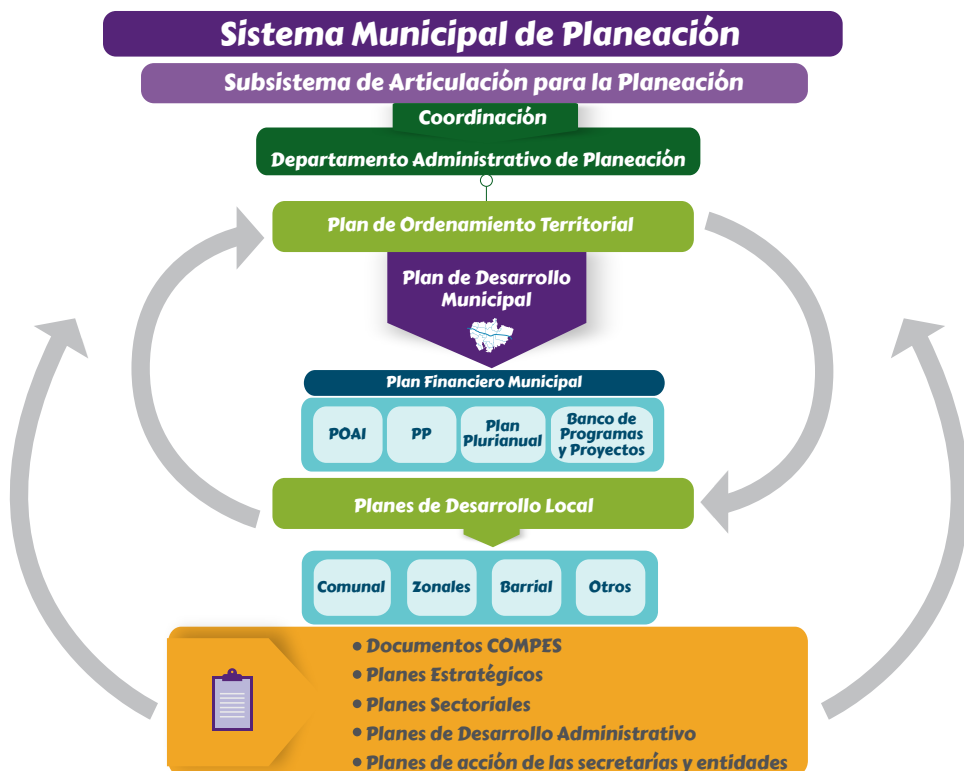 Sistema Municipal de Planeación
Subsistema de Articulación para la Planeación
Coordinación
Departamento Administrativo de Planeación
Plan de Ordenamiento Territorial
Plan de Desarrollo
Municipal
Plan Financiero Municipal
POAI
PP
Plan
Plurianual
Banco de
Programas
y Proyectos
Planes de Desarrollo Local
Comunal
Zonales
Barrial
Otros
• Documentos COMPES
• Planes Estratégicos
• Planes Sectoriales
• Planes de Desarrollo Administrativo
• Planes de acción de las secretarías y entidades